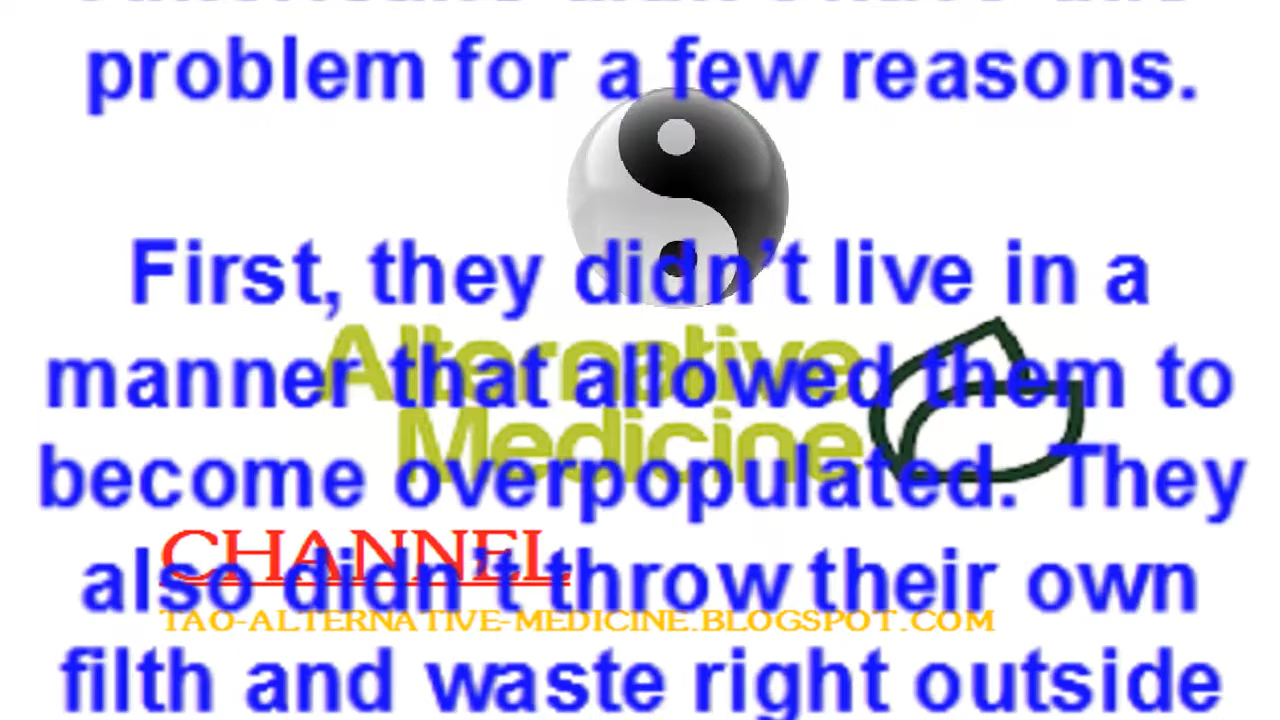 problem for a few reasons.
First, they didn't live in a
Alternative
manner that allowed them to
Medicine
become overpopulated. They
CHANNEL
also didn't throw their own
TAO-ALTERNATIVE-MEDICINE.BLOGSPOT.COM
filth and waste right outside